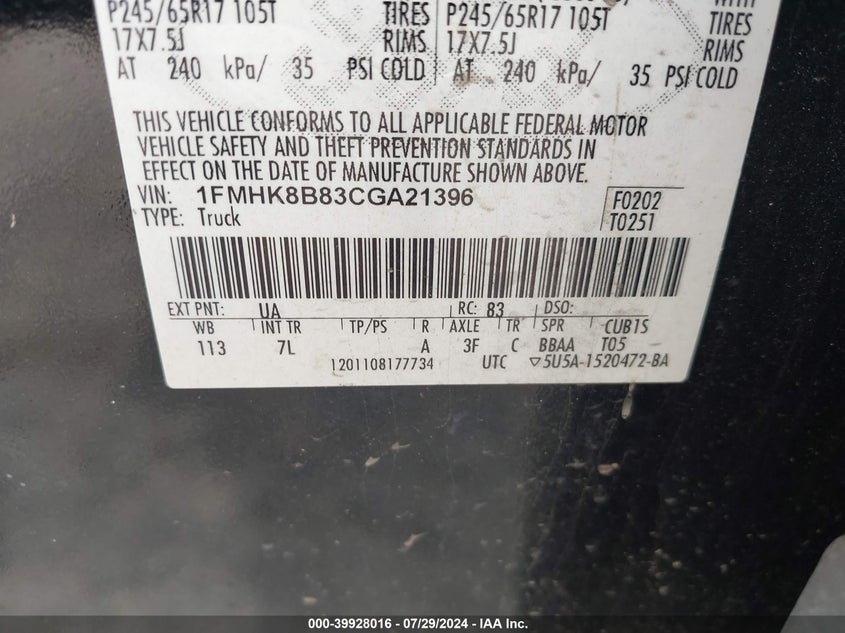 WITH
P245/65R17 105T TIRES P245/65R17 105T TIRES
17X7.5J RIMS 17X7.5J RIMS
AT 240 kPa/ 35 PSI COLD AT 240 kPa/ 35 PSI COLD
THIS VEHICLE CONFORMS TO ALL APPLICABLE FEDERAL MOTOR
VEHICLE SAFETY AND THEFT PREVENTION STANDARDS IN
EFFECT ON THE DATE OF MANUFACTURE SHOWN ABOVE.
VIN: 1FMHK8B83CGA21396 F0202
TYPE: Truck T0251
EXT PNT: UA RC: 83 DSO:
WB INT TR TP/PS R AXLE TR SPR CUB1S
113 7L A 3F C BBAA T05
1201108177734 UTC ▽5U5A-1520472-BA
000-39928016 - 07/29/2024 - IAA Inc.